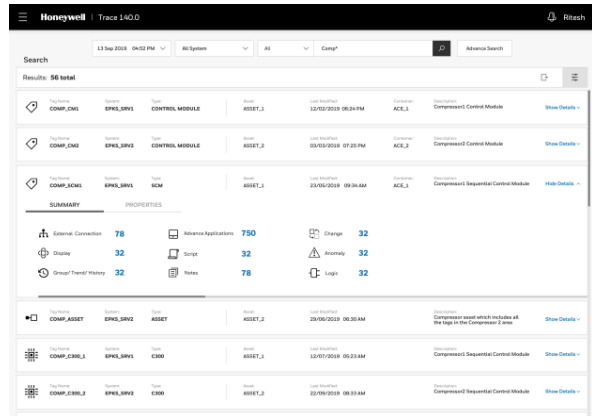 Honeywell | Trace 140.0 Ritesh
13 Sep 2019 04:52 PM All System All Comp* Advance Search
Search
Results: 56 total
Tag Name System Type Asset Last Modified Container Description
COMP_CM1 EPKS_SRV1 CONTROL MODULE ASSET_1 12/02/2019 06:24 PM ACE_1 Compressor1 Control Module Show Details
Tag Name System Type Asset Last Modified Container Description
COMP_CM2 EPKS_SRV2 CONTROL MODULE ASSET_2 03/03/2019 07:25 PM ACE_2 Compressor2 Control Module Show Details
Tag Name System Type Asset Last Modified Container Description
COMP_SCM1 EPKS_SRV1 SCM ASSET_1 23/05/2019 09:34 AM ACE_1 Compressor1 Sequential Control Module Hide Details
SUMMARY PROPERTIES
External Connection 78 Advance Applications 750 Change 32
Display 32 Script 32 Anomaly 32
Group/ Trend/ History 32 Notes 78 Logic 32
Tag Name System Type Asset Last Modified Description
COMP_ASSET EPKS_SRV2 ASSET ASSET_2 29/06/2019 06:30 AM Compressor asset which includes all Show Details
the tags in the Compressor 2 area
Tag Name System Type Asset Last Modified Description
COMP_C300_1 EPKS_SRV1 C300 ASSET_1 12/07/2019 05:23 AM Compressor1 Sequential Control Module Show Details
Tag Name System Type Asset Last Modified Description
COMP_C300_2 EPKS_SRV2 C300 ASSET_2 22/09/2019 08:33 AM Compressor2 Sequential Control Module Show Details